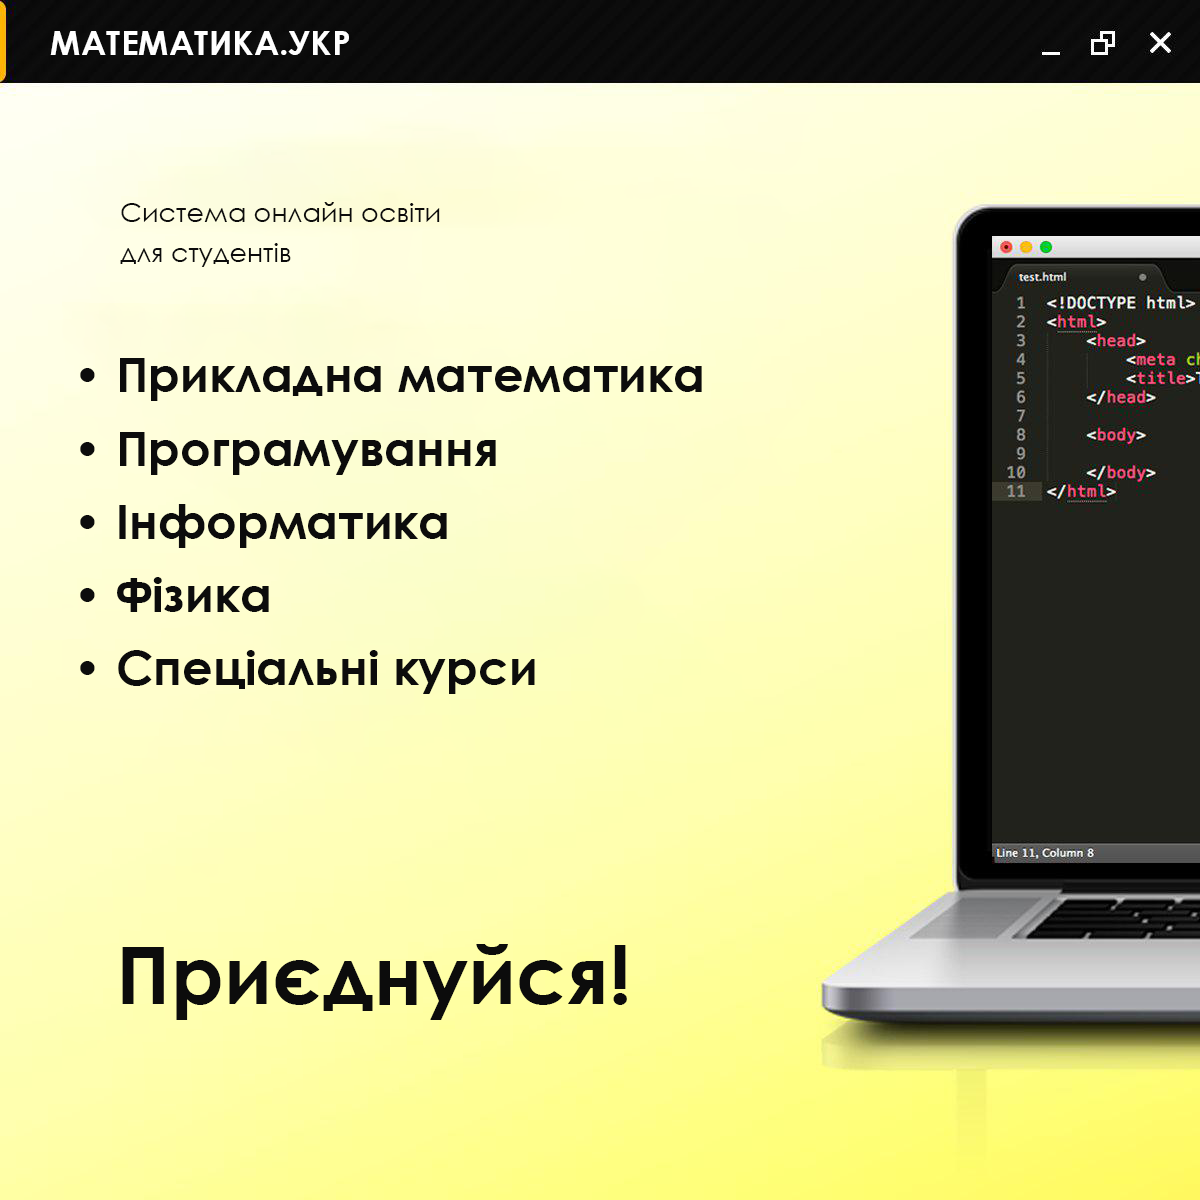 МАТЕМАТИКА.УКР
Система онлайн освіти
для студентів
• Прикладна математика
• Програмування
• Інформатика
• Фізика
• Спеціальні курси
Приєднуйся!
test.html
1 <!DOCTYPE html>
2 <html>
3 <head>
4 <meta
5 <title>
6 </head>
7
8 <body>
9
10 </body>
11 </html>
Line 11, Column 8